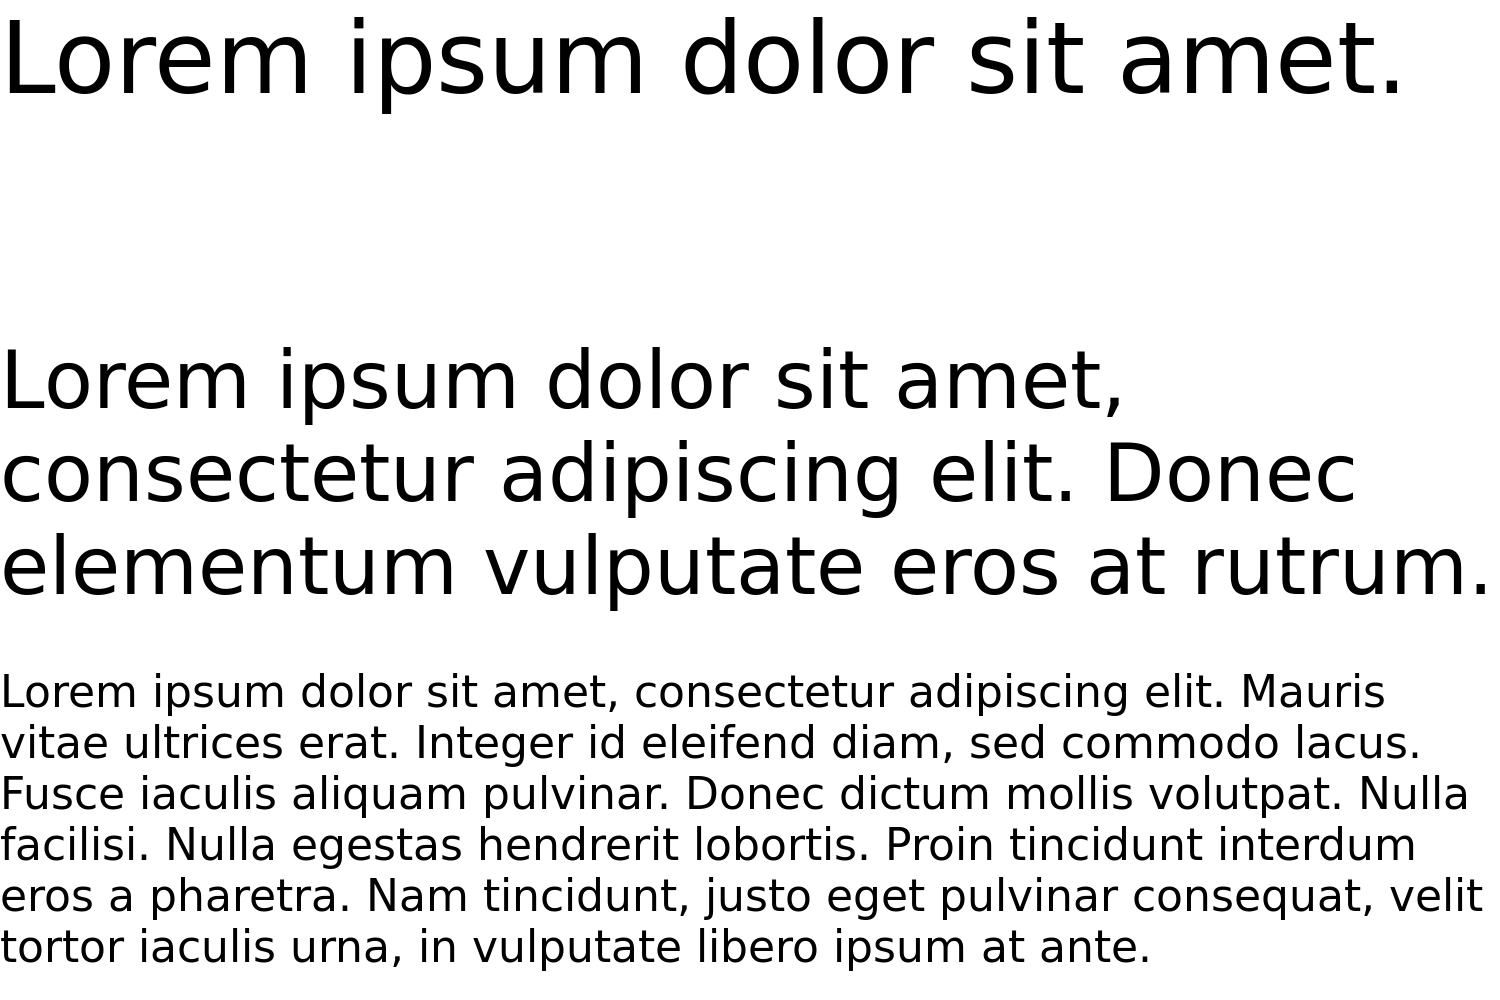 Lorem ipsum dolor sit amet.
Lorem ipsum dolor sit amet,
consectetur adipiscing elit. Donec
elementum vulputate eros at rutrum.
Lorem ipsum dolor sit amet, consectetur adipiscing elit. Mauris
vitae ultrices erat. Integer id eleifend diam, sed commodo lacus.
Fusce iaculis aliquam pulvinar. Donec dictum mollis volutpat. Nulla
facilisi. Nulla egestas hendrerit lobortis. Proin tincidunt interdum
eros a pharetra. Nam tincidunt, justo eget pulvinar consequat, velit
tortor iaculis urna, in vulputate libero ipsum at ante.